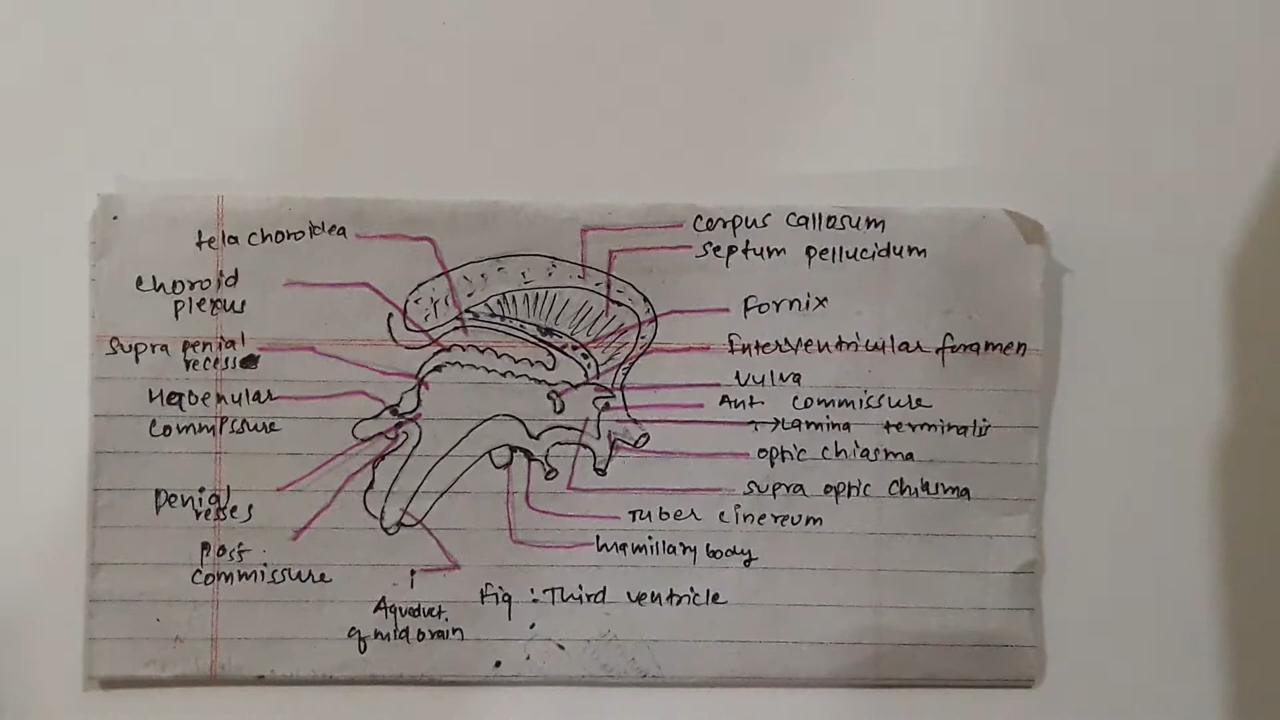 tela choroidea
choroid
plexus
supra penial
recess
Habenular
commissure
penial
resses
post.
commissure
Aqueduct.
of midbrain
corpus callosum
septum pellucidum
Fornix
Interventricular foramen
vulva
Ant. commissure
→ Lamina terminalis
optic chiasma
supra optic chiasma
Tuber cinereum
Mamillary body
Fig : Third ventricle